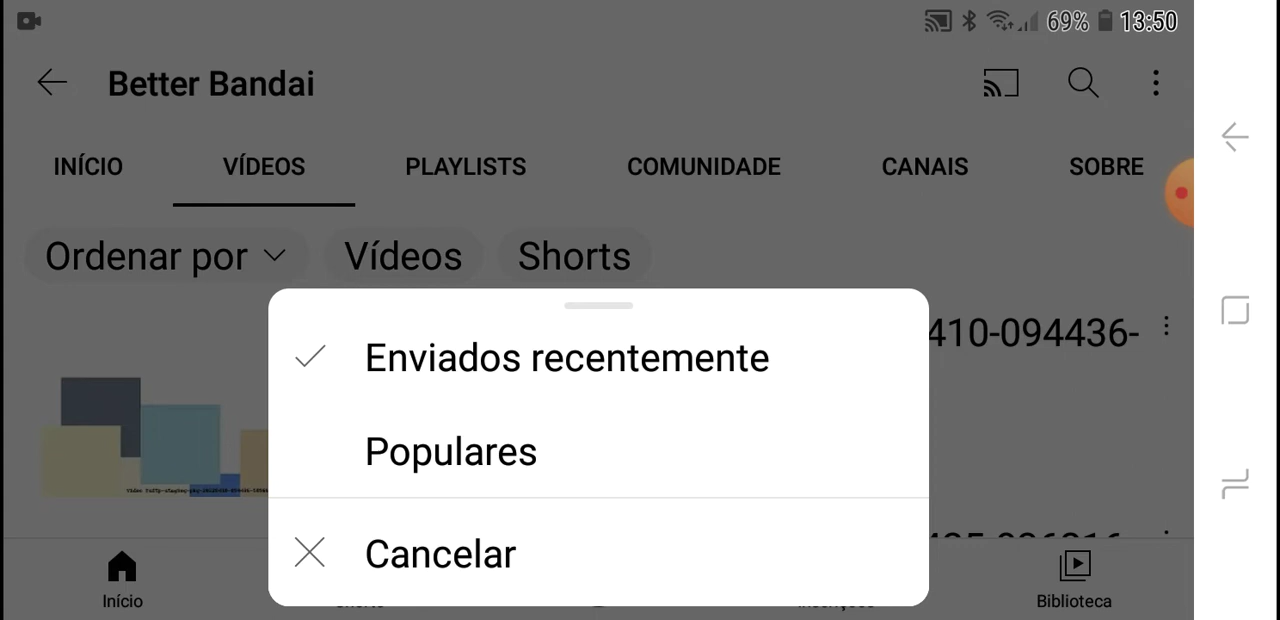 69% 13:50
Better Bandai
INÍCIO VÍDEOS PLAYLISTS COMUNIDADE CANAIS SOBRE
Ordenar por Vídeos Shorts
410-094436-
Enviados recentemente
Populares
Cancelar
Início
Biblioteca